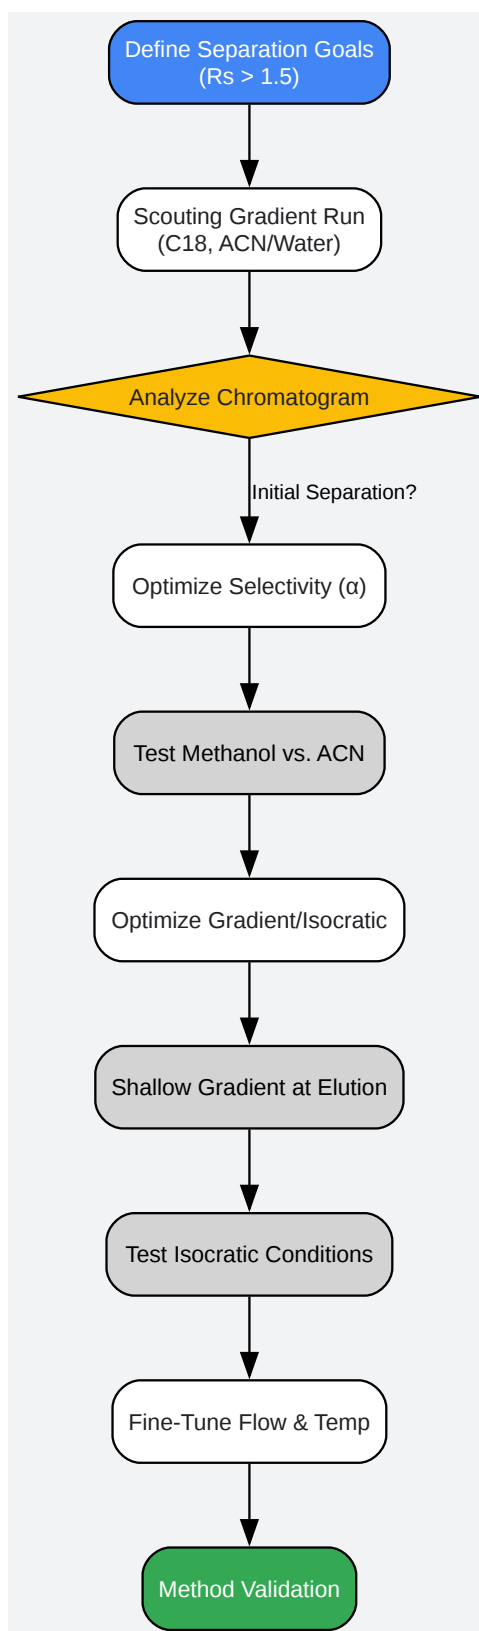 Define Separation Goals
(Rs > 1.5)
Scouting Gradient Run
(C18, ACN/Water)
Analyze Chromatogram
Initial Separation?
Optimize Selectivity (α)
Test Methanol vs. ACN
Optimize Gradient/Isocratic
Shallow Gradient at Elution
Test Isocratic Conditions
Fine-Tune Flow & Temp
Method Validation